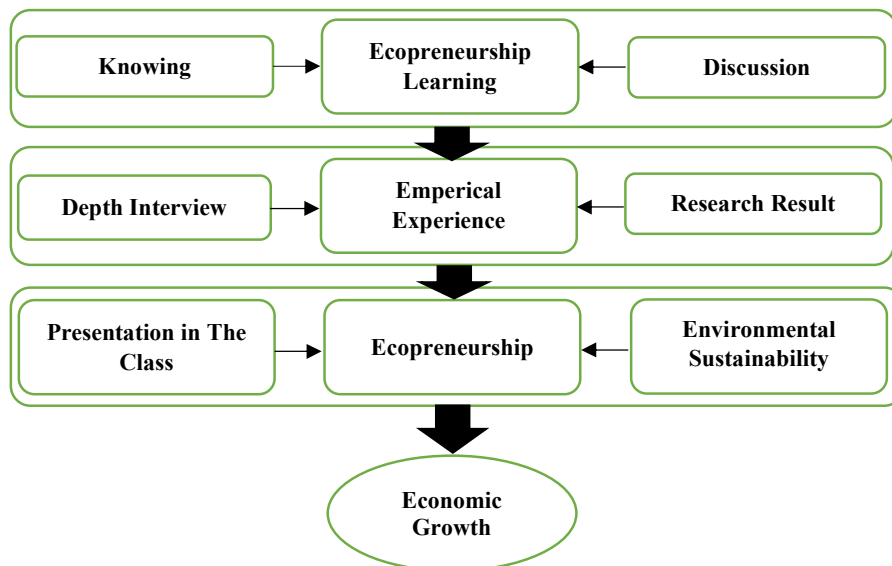 Knowing
Ecopreneurship
Learning
Discussion
Depth Interview
Emperical
Experience
Research Result
Presentation in The
Class
Ecopreneurship
Environmental
Sustainability
Economic
Growth